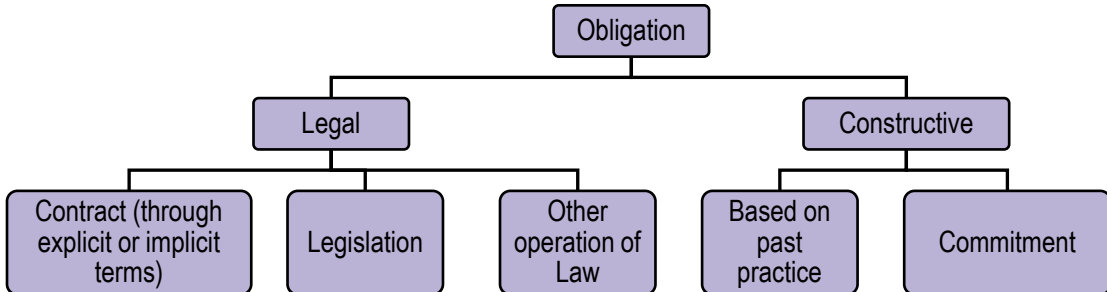 Obligation
Legal
Constructive
Contract (through
explicit or implicit
terms)
Legislation
Other
operation of
Law
Based on
past
practice
Commitment